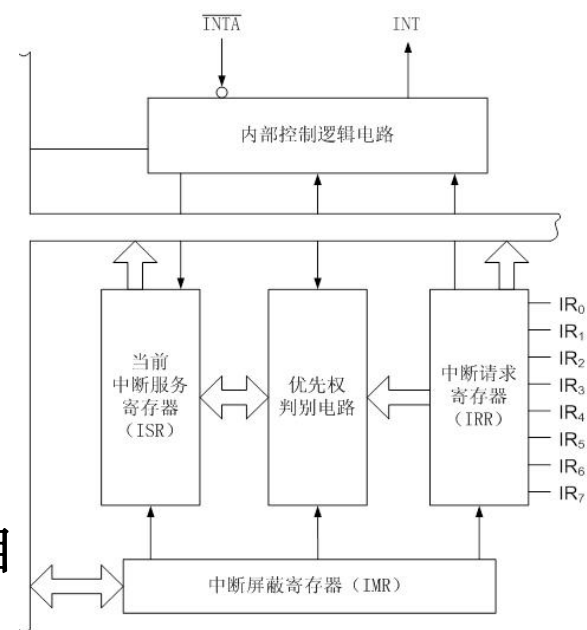 INTA
INT
内部控制逻辑电路
当前
中断服务
寄存器
(ISR)
优先权
判别电路
中断请求
寄存器
(IRR)
IR₀
IR₁
IR₂
IR₃
IR₄
IR₅
IR₆
IR₇
中断屏蔽寄存器(IMR)